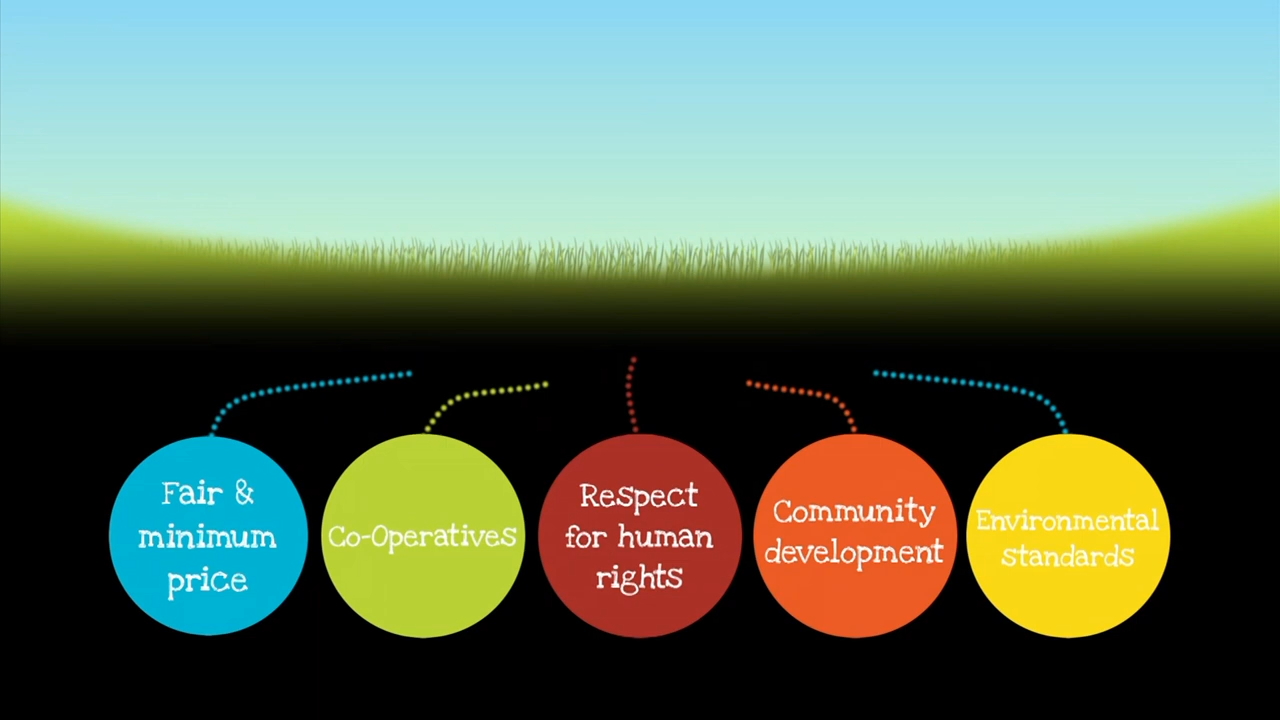 Fair &
minimum
price
Co-Operatives
Respect
for human
rights
Community
development
Environmental
standards